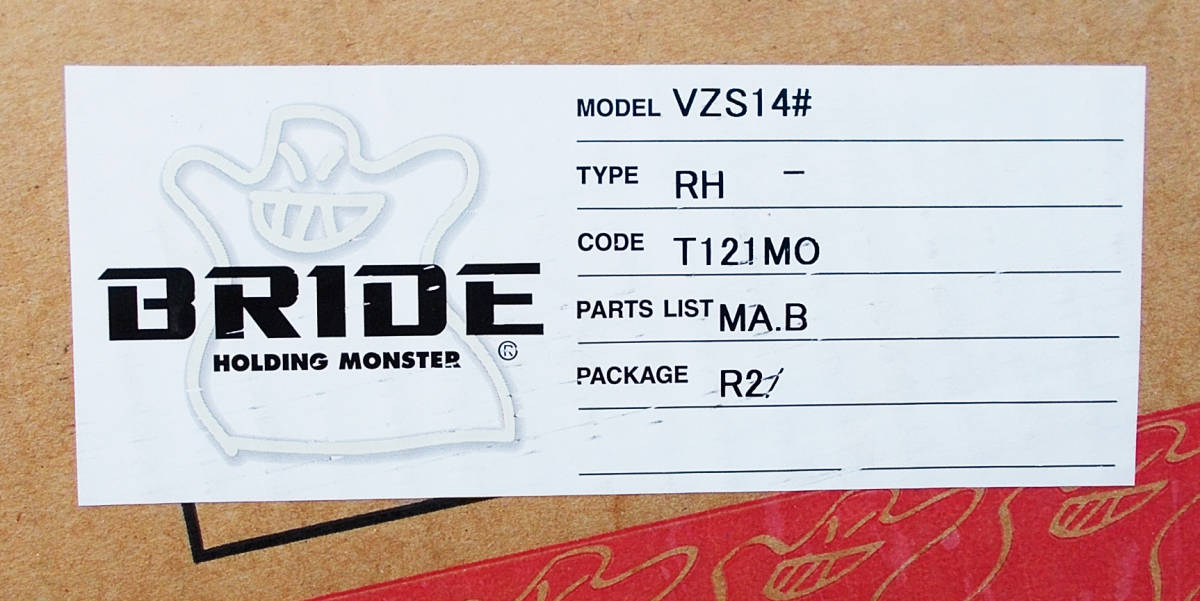 BRIDE
HOLDING MONSTER ®
MODEL VZS14#
TYPE RH –
CODE T121MO
PARTS LIST MA.B
PACKAGE R2